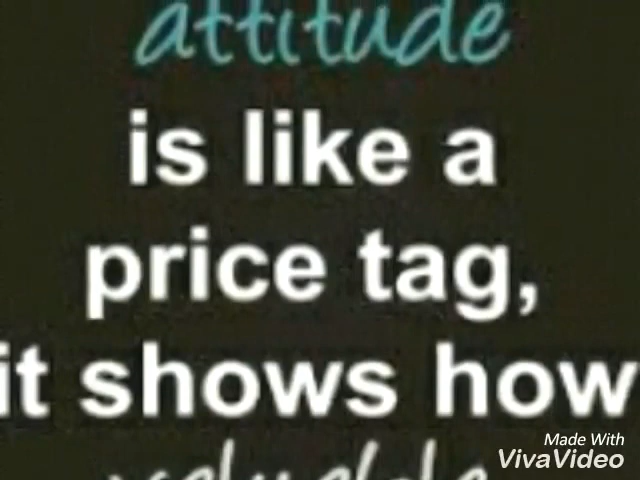 attitude
is like a
price tag,
it shows how
Made With
VivaVideo